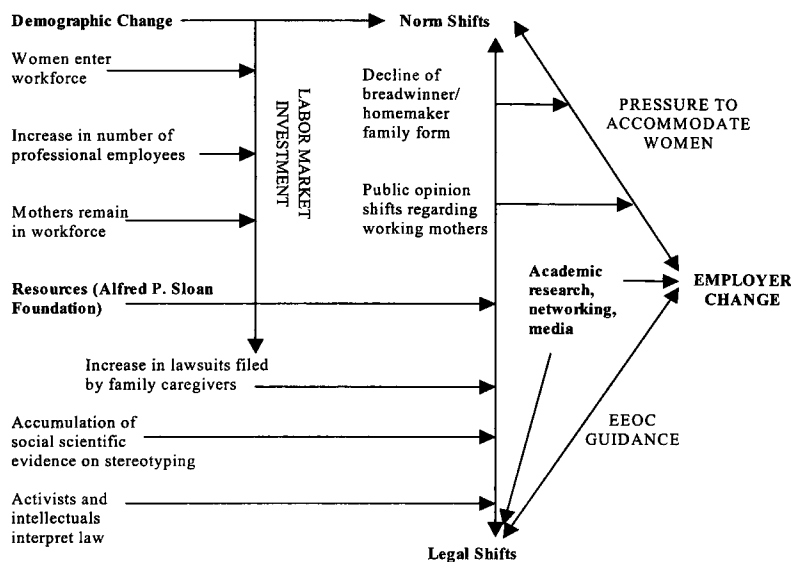 Demographic Change
Norm Shifts
Women enter
workforce
Decline of
breadwinner/
homemaker
family form
PRESSURE TO
ACCOMMODATE
WOMEN
LABOR MARKET
INVESTMENT
Increase in number of
professional employees
Public opinion
shifts regarding
working mothers
Mothers remain
in workforce
Resources (Alfred P. Sloan
Foundation)
Academic
research,
networking,
media
EMPLOYER
CHANGE
Increase in lawsuits filed
by family caregivers
Accumulation of
social scientific
evidence on stereotyping
EEOC
GUIDANCE
Activists and
intellectuals
interpret law
Legal Shifts